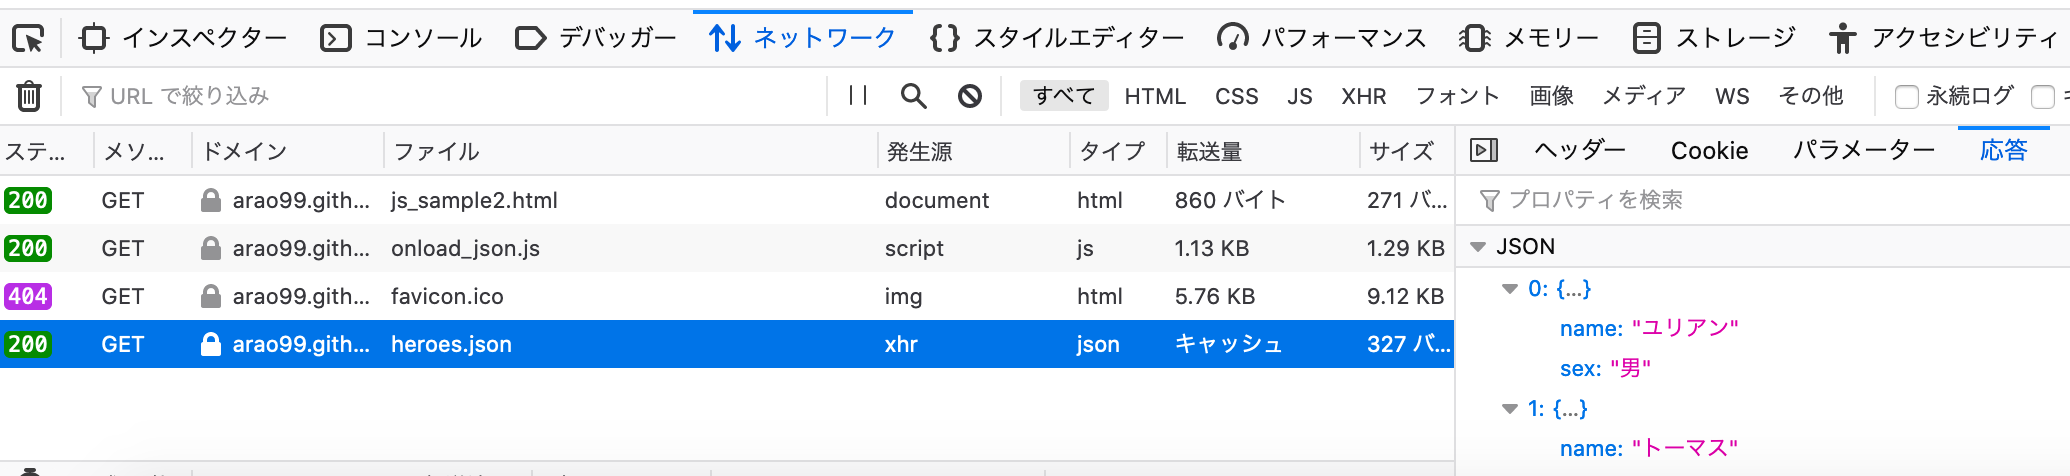 インスペクター コンソール デバッガー ネットワーク スタイルエディター パフォーマンス メモリー ストレージ アクセシビリティ
URL で絞り込み すべて HTML CSS JS XHR フォント 画像 メディア WS その他 永続ログ
ステ... メソ... ドメイン ファイル 発生源 タイプ 転送量 サイズ ヘッダー Cookie パラメーター 応答
200 GET arao99.gith... js_sample2.html document html 860 バイト 271 バ...
プロパティを検索
200 GET arao99.gith... onload_json.js script js 1.13 KB 1.29 KB
JSON
404 GET arao99.gith... favicon.ico img html 5.76 KB 9.12 KB
0: {...}
name: "ユリアン"
200 GET arao99.gith... heroes.json xhr json キャッシュ 327 バ...
sex: "男"
1: {...}
name: "トーマス"